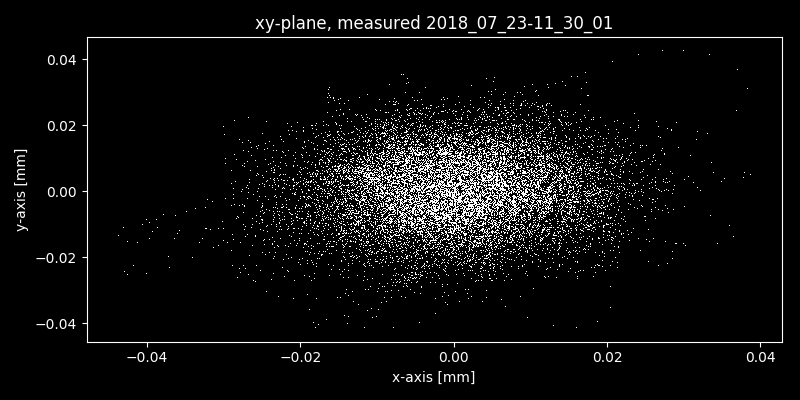 xy-plane, measured 2018_07_23-11_30_01
0.04
0.02
0.00
−0.02
−0.04
y-axis [mm]
−0.04 −0.02 0.00 0.02 0.04
x-axis [mm]